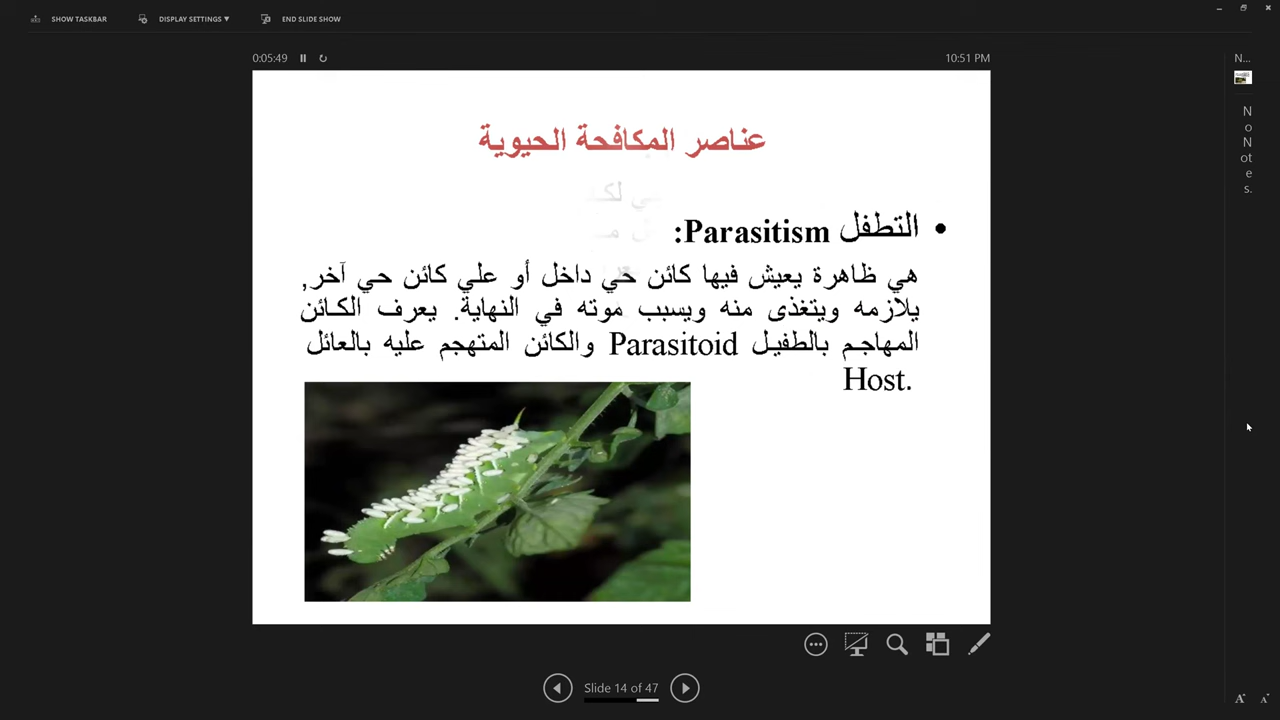 SHOW TASKBAR
DISPLAY SETTINGS ▼
END SLIDE SHOW
0:05:49
10:51 PM
N...
عناصر المكافحة الحيوية
• التطفل Parasitism:
هي ظاهرة يعيش فيها كائن حي داخل أو علي كائن حي آخر,
يلازمه ويتغذى منه ويسبب موته في النهاية. يعرف الكائن
المهاجم بالطفيل Parasitoid والكائن المتهجم عليه بالعائل
Host.
No Notes.
Slide 14 of 47
A
A